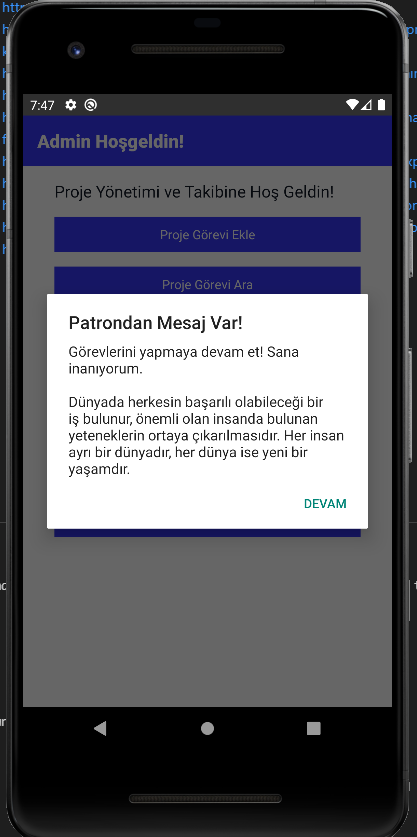 7:47
Admin Hoşgeldin!
Proje Yönetimi ve Takibine Hoş Geldin!
Proje Görevi Ekle
Proje Görevi Ara
Patrondan Mesaj Var!
Görevlerini yapmaya devam et! Sana
inanıyorum.
Dünyada herkesin başarılı olabileceği bir
iş bulunur, önemli olan insanda bulunan
yeteneklerin ortaya çıkarılmasıdır. Her insan
ayrı bir dünyadır, her dünya ise yeni bir
yaşamdır.
DEVAM